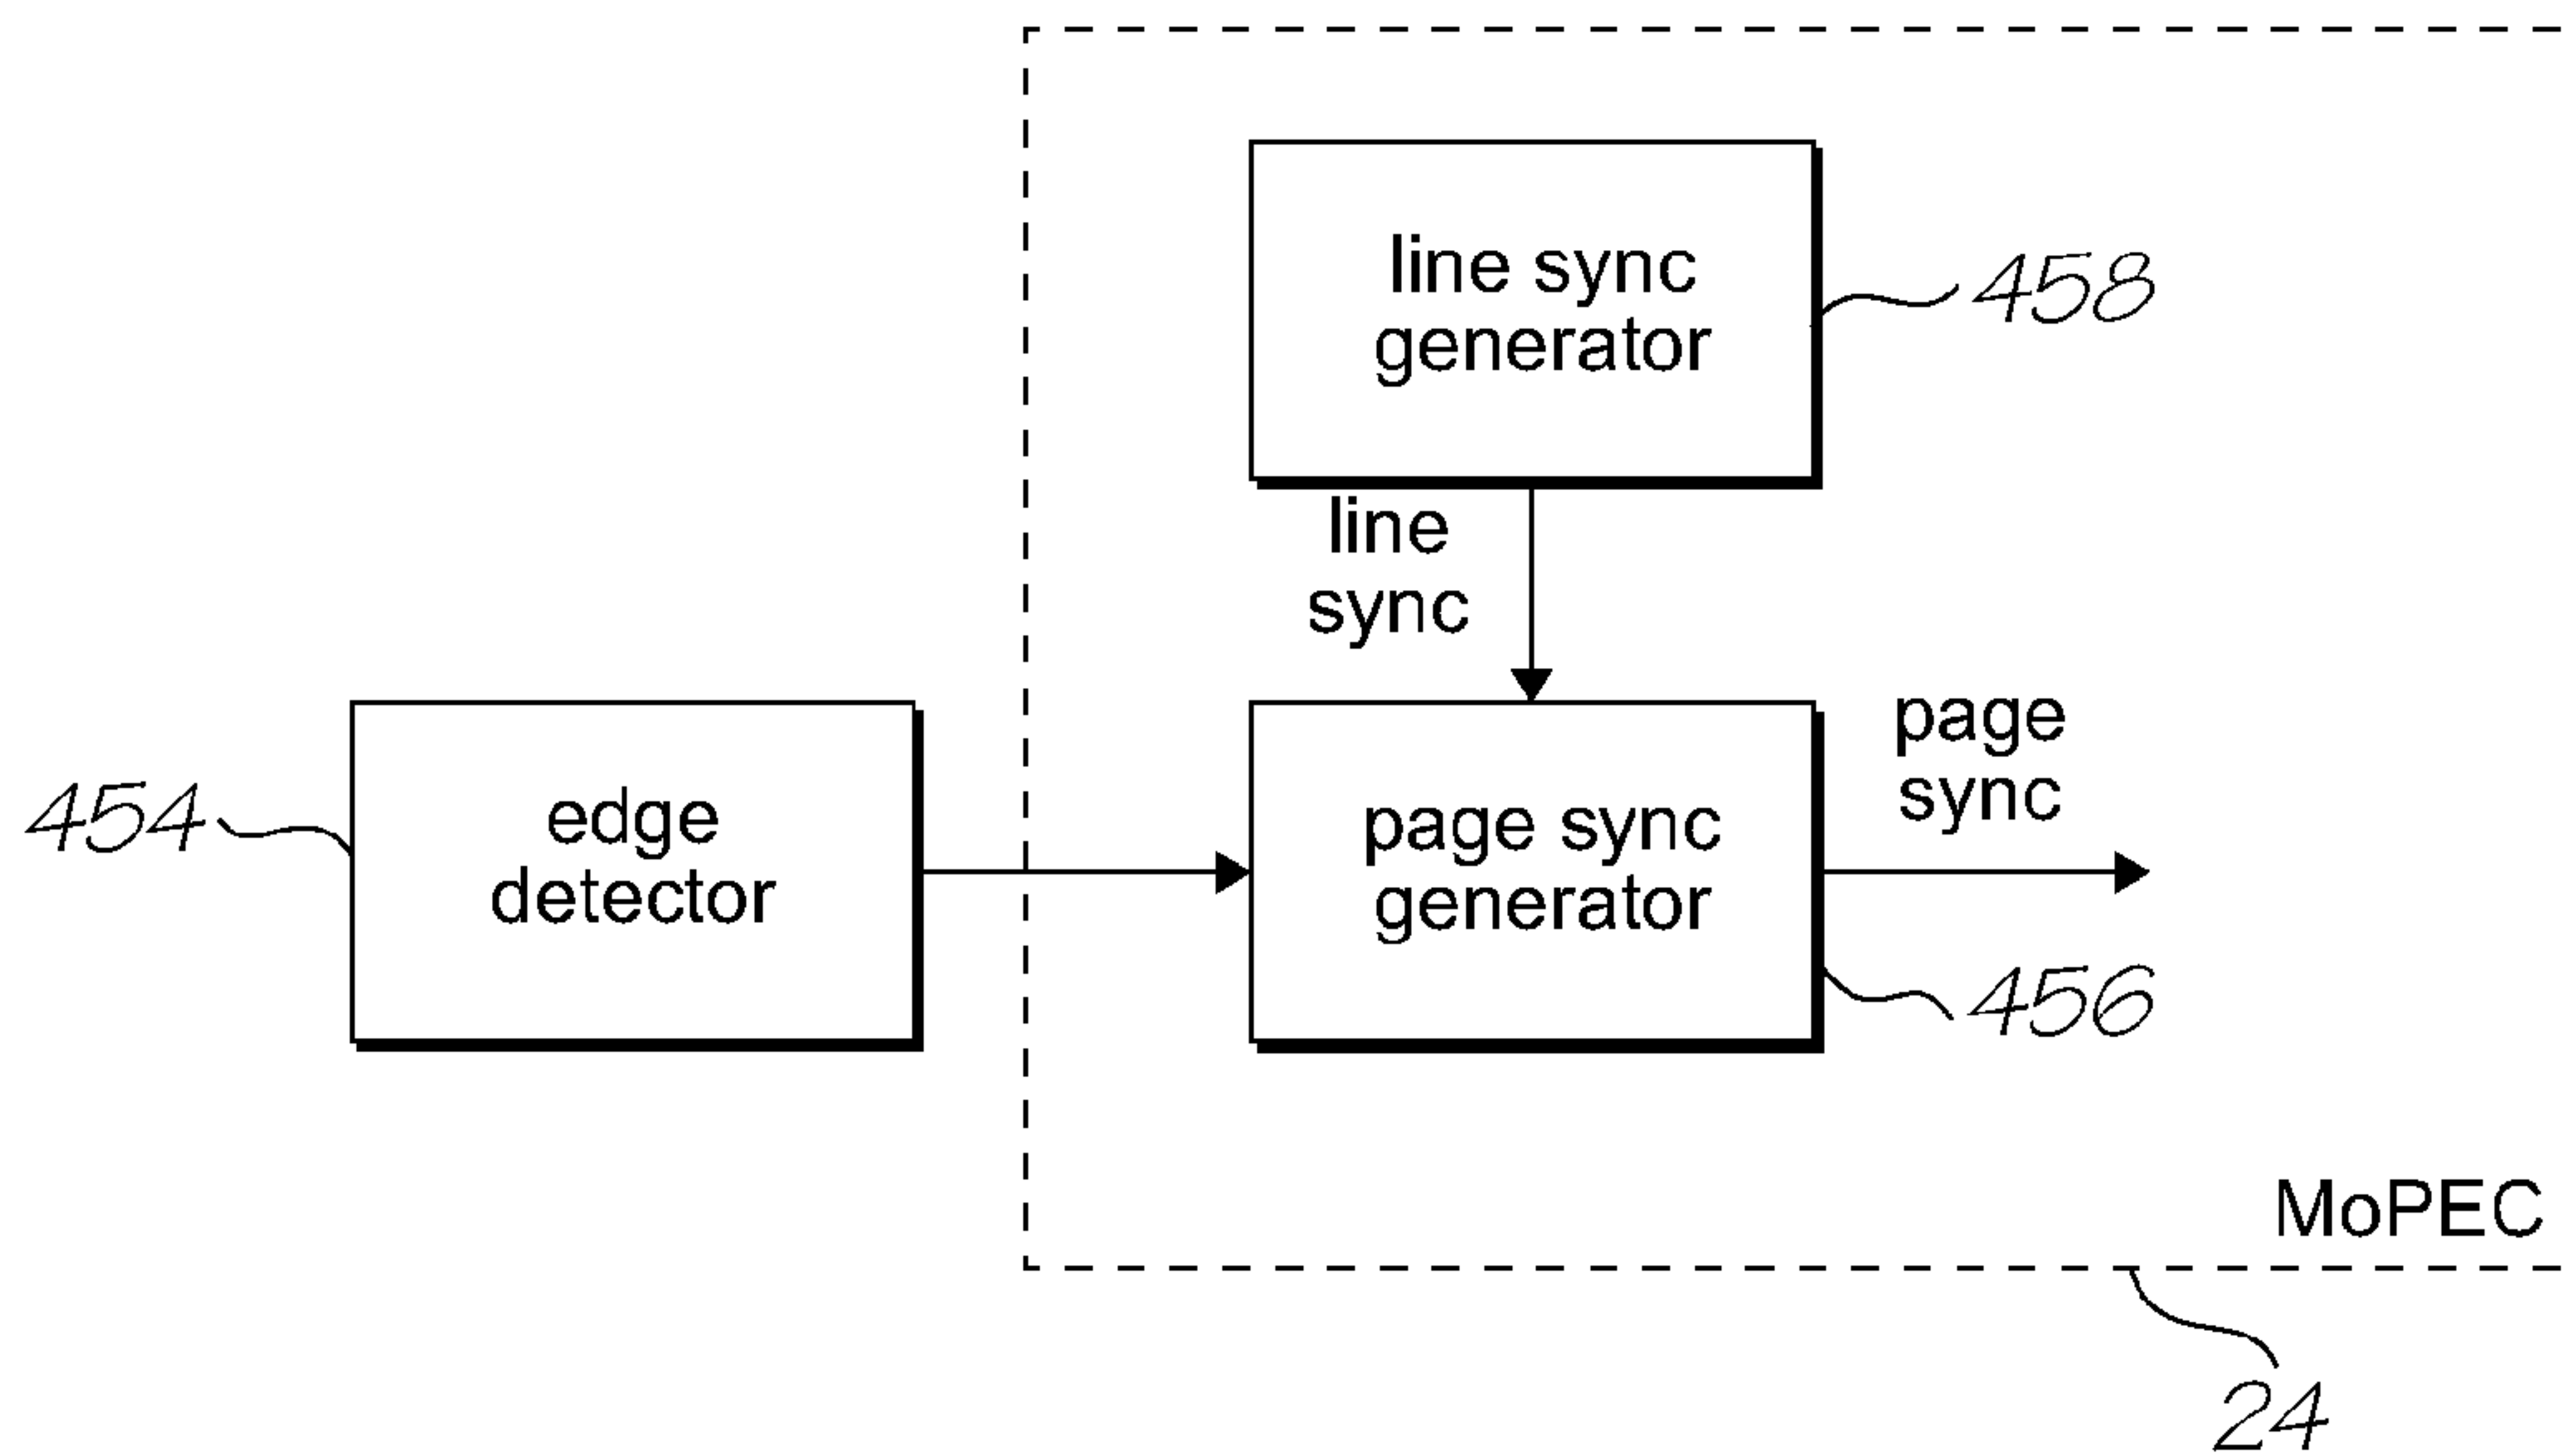 line sync
generator
458
line
sync
page
sync
454
edge
detector
page sync
generator
456
MoPEC
24